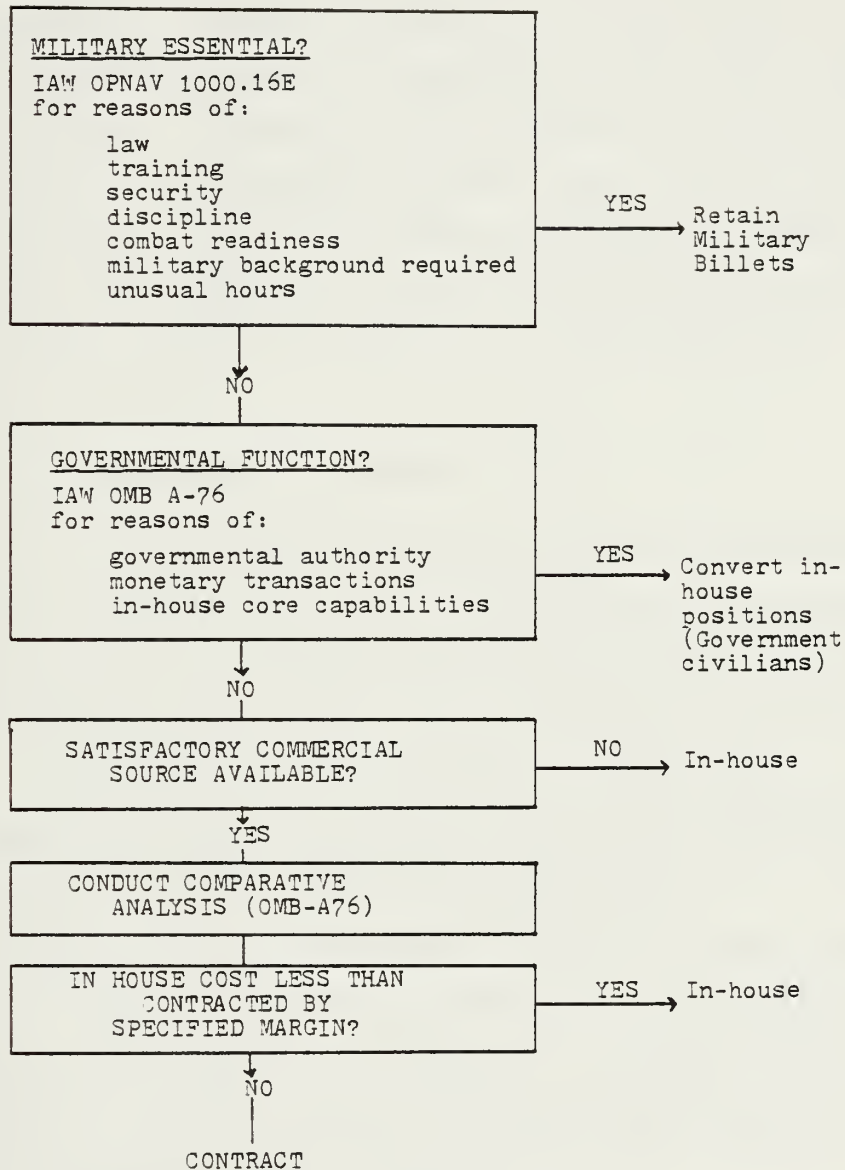 MILITARY ESSENTIAL?
IAW OPNAV 1000.16E
for reasons of:
law
training
security
discipline
combat readiness
military background required
unusual hours
YES
Retain
Military
Billets
NO
GOVERNMENTAL FUNCTION?
IAW OMB A-76
for reasons of:
governmental authority
monetary transactions
in-house core capabilities
YES
Convert in-
house
positions
(Government
civilians)
NO
SATISFACTORY COMMERCIAL
SOURCE AVAILABLE?
NO
In-house
YES
CONDUCT COMPARATIVE
ANALYSIS (OMB-A76)
IN HOUSE COST LESS THAN
CONTRACTED BY
SPECIFIED MARGIN?
YES
In-house
NO
CONTRACT